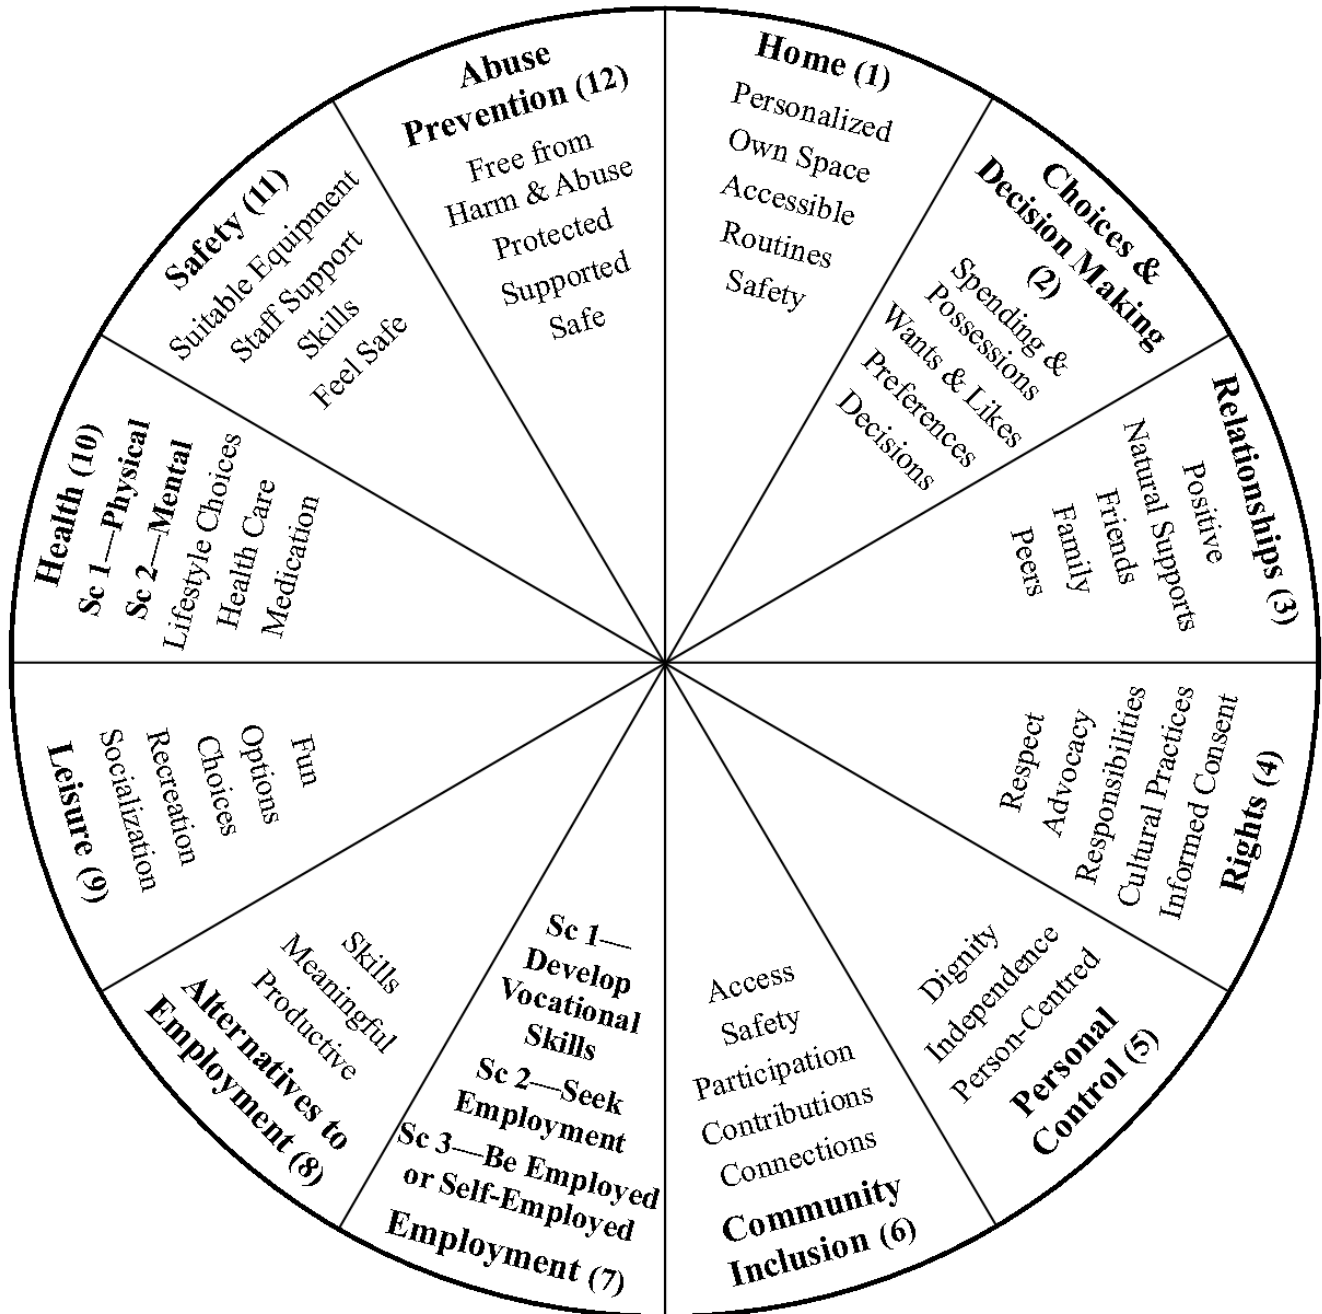 Home (1)
Personalized
Own Space
Accessible
Routines
Safety
Choices &
Decision Making
(2)
Spending &
Possessions
Wants & Likes
Preferences
Decisions
Relationships (3)
Positive
Natural Supports
Friends
Family
Peers
Respect
Advocacy
Responsibilities
Cultural Practices
Informed Consent
Rights (4)
Dignity
Independence
Person-Centred
Personal
Control (5)
Access
Safety
Participation
Contributions
Connections
Community
Inclusion (6)
Sc 1—
Develop
Vocational
Skills
Sc 2—Seek
Employment
Sc 3—Be Employed
or Self-Employed
Employment (7)
Skills
Meaningful
Productive
Alternatives to
Employment (8)
Fun
Options
Choices
Recreation
Socialization
Leisure (9)
Health (10)
Sc 1—Physical
Sc 2—Mental
Lifestyle Choices
Health Care
Medication
Safety (11)
Suitable Equipment
Staff Support
Skills
Feel Safe
Abuse
Prevention (12)
Free from
Harm & Abuse
Protected
Supported
Safe